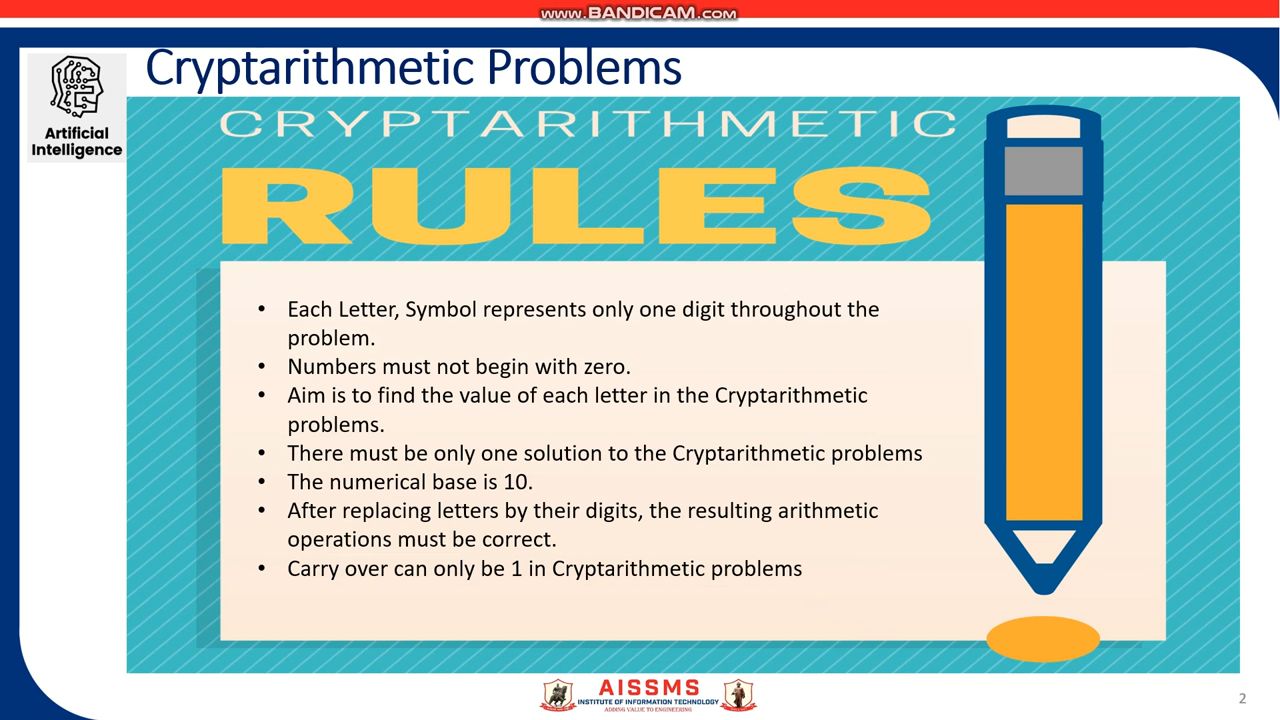 www.BANDICAM.com
Cryptarithmetic Problems
Artificial
Intelligence
CRYPTARITHMETIC
RULES
• Each Letter, Symbol represents only one digit throughout the
problem.
• Numbers must not begin with zero.
• Aim is to find the value of each letter in the Cryptarithmetic
problems.
• There must be only one solution to the Cryptarithmetic problems
• The numerical base is 10.
• After replacing letters by their digits, the resulting arithmetic
operations must be correct.
• Carry over can only be 1 in Cryptarithmetic problems
AISSMS
INSTITUTE OF INFORMATION TECHNOLOGY
ADDING VALUE TO ENGINEERING
2